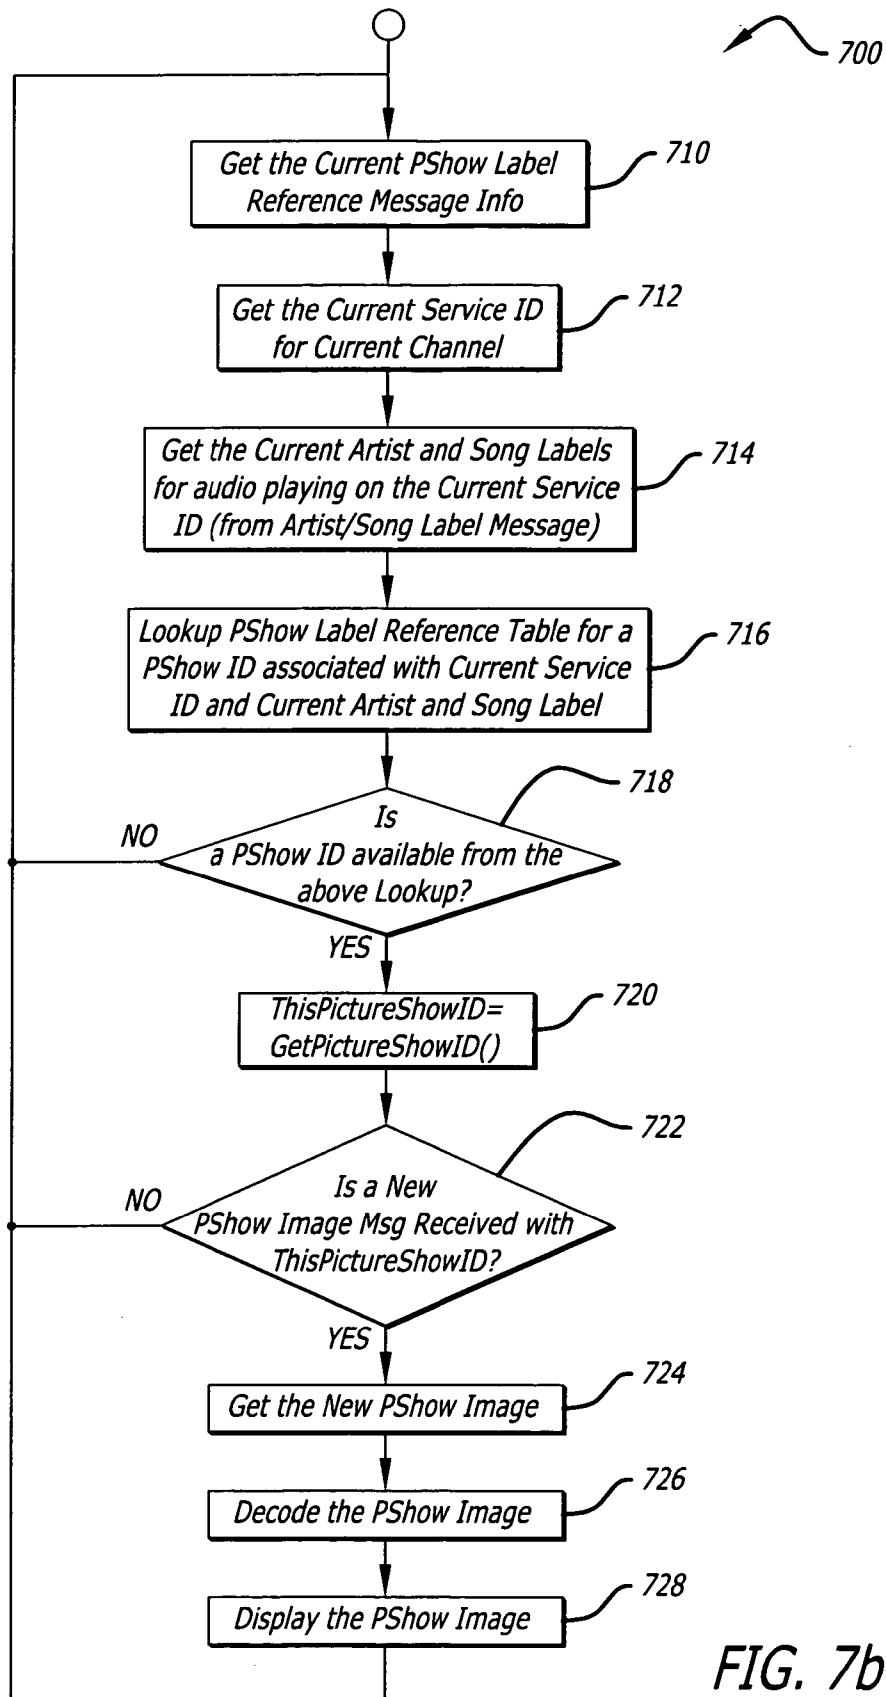 700
Get the Current PShow Label
Reference Message Info
710
Get the Current Service ID
for Current Channel
712
Get the Current Artist and Song Labels
for audio playing on the Current Service
ID (from Artist/Song Label Message)
714
Lookup PShow Label Reference Table for a
PShow ID associated with Current Service
ID and Current Artist and Song Label
716
718
Is
a PShow ID available from the
above Lookup?
NO
YES
ThisPictureShowID=
GetPictureShowID()
720
722
Is a New
PShow Image Msg Received with
ThisPictureShowID?
NO
YES
Get the New PShow Image
724
Decode the PShow Image
726
Display the PShow Image
728
FIG. 7b